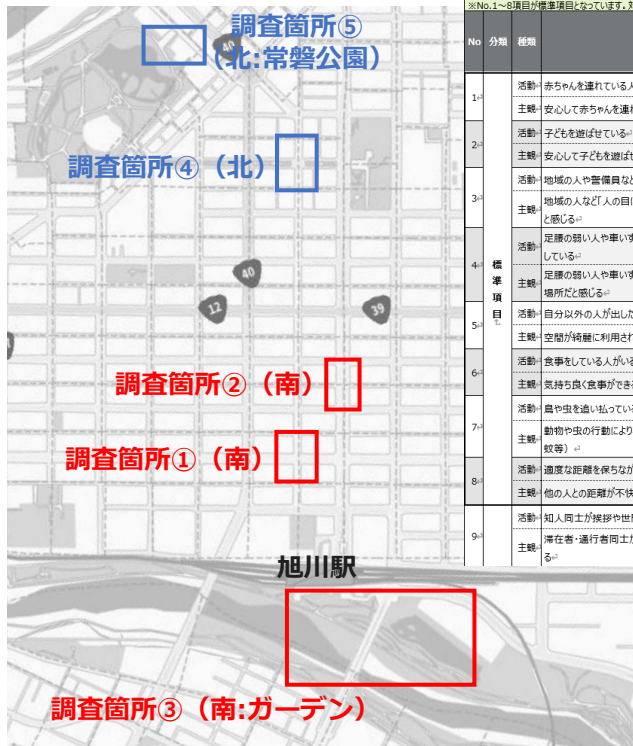 調査箇所⑤
(北:常磐公園)
40
調査箇所④(北)
40
12
39
調査箇所②(南)
調査箇所①(南)
旭川駅
調査箇所③(南:ガーデン)
※No.1~8項目が標準項目となっています。
No 分類 種類
標準項目
1
活動 赤ちゃんを連れている人
主観 安心して赤ちゃんを連れ
2
活動 子どもを遊ばせている
主観 安心して子どもを遊ばせ
3
活動 地域の人や警備員など
主観 地域の人など「人の目に
と感じる
4
活動 足腰の弱い人や車いす
している
主観 足腰の弱い人や車いす
場所だと感じる
5
活動 自分以外の人が出した
主観 空間が綺麗に利用され
6
活動 食事をしている人がいる
主観 気持ち良く食事ができ
7
活動 鳥や虫を追い払ってい
主観 動物や虫の行動により
蚊等)
8
活動 適度な距離を保ちなが
主観 他の人との距離が不快
9
活動 知人同士が挨拶や世
主観 滞在者・通行者同士が
る